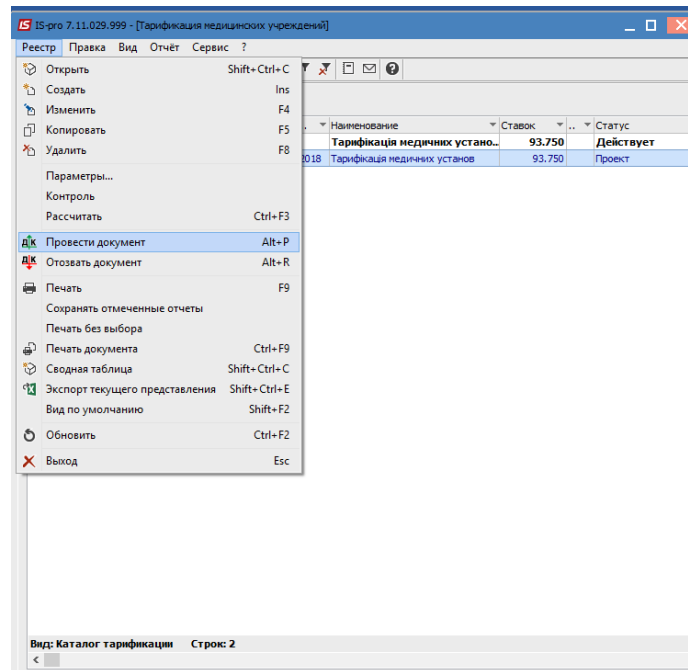 IS IS-pro 7.11.029.999 - [Тарификация медицинских учреждений]
Реестр Правка Вид Отчёт Сервис ?
Открыть Shift+Ctrl+C
Создать Ins
Изменить F4
Копировать F5
Удалить F8
Параметры...
Контроль
Рассчитать Ctrl+F3
Провести документ Alt+P
Отозвать документ Alt+R
Печать F9
Сохранять отмеченные отчеты
Печать без выбора
Печать документа Ctrl+F9
Сводная таблица Shift+Ctrl+C
Экспорт текущего представления Shift+Ctrl+E
Вид по умолчанию Shift+F2
Обновить Ctrl+F2
Выход Esc
. Наименование Ставок .. Статус
Тарифікація медичних устано... 93.750 Действует
2018 Тарифікація медичних установ 93.750 Проект
Вид: Каталог тарификации Строк: 2